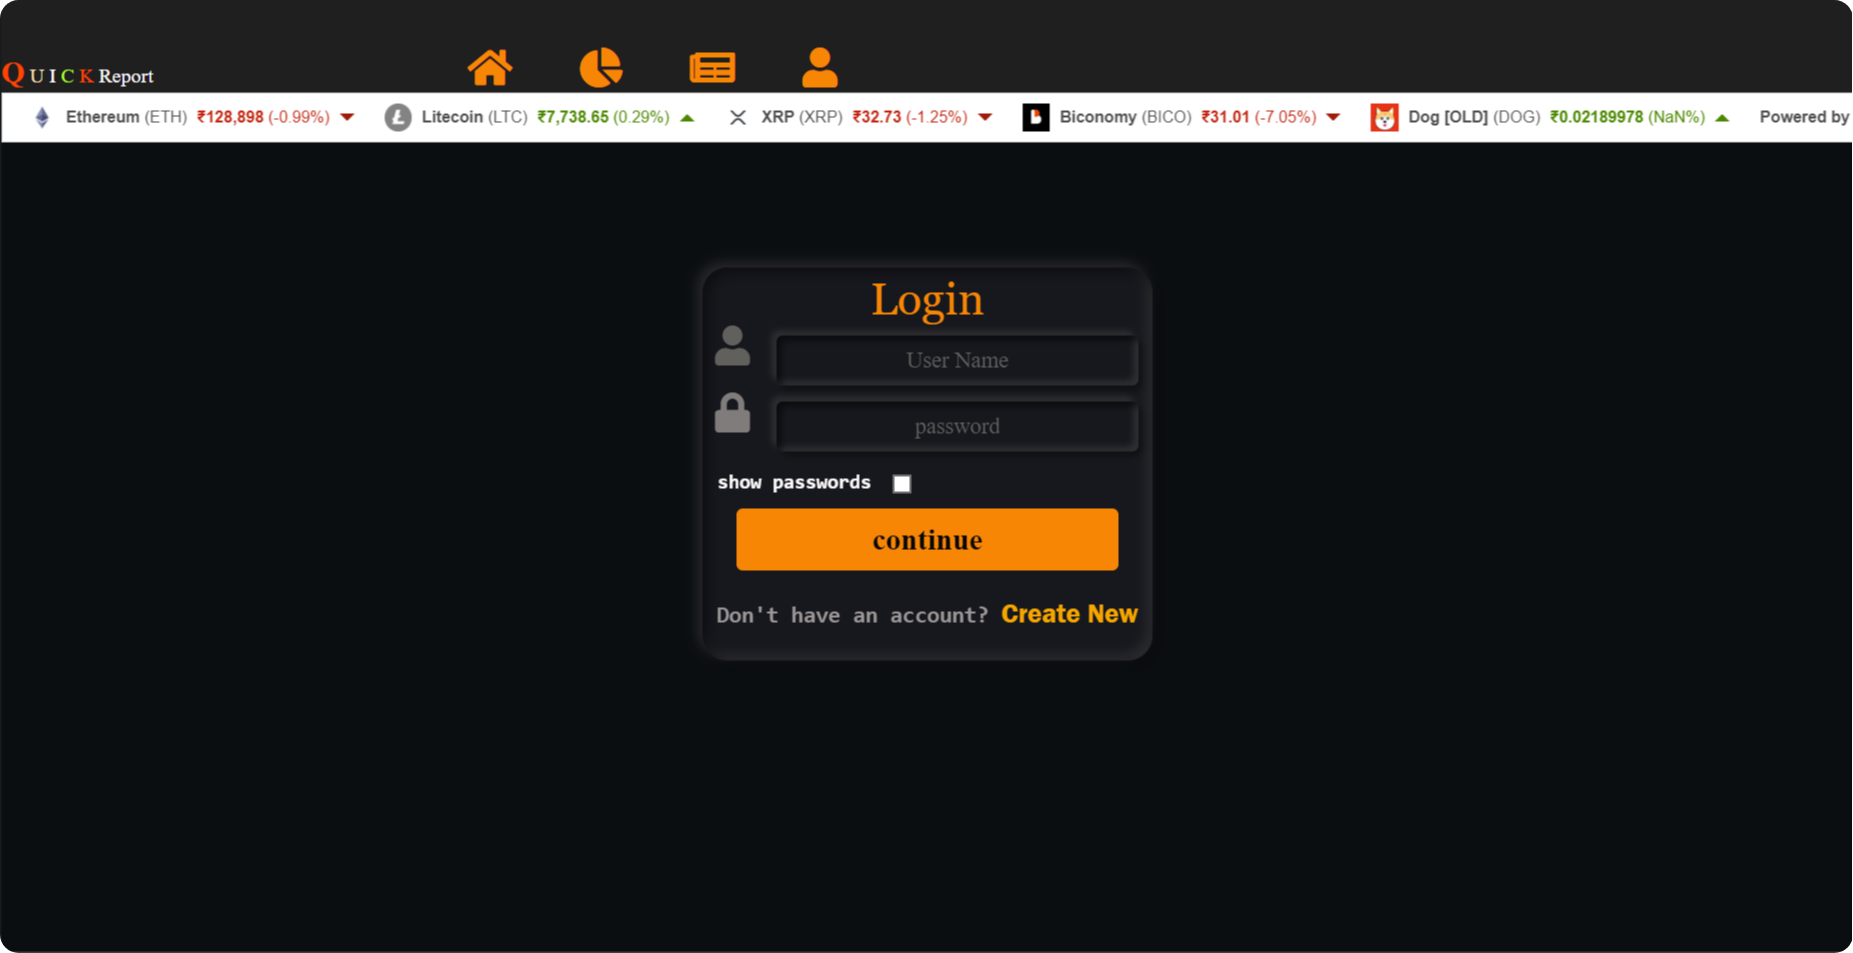 Q U I C K Report
Ethereum (ETH) ₹128,898 (-0.99%) Litecoin (LTC) ₹7,738.65 (0.29%) XRP (XRP) ₹32.73 (-1.25%) Biconomy (BICO) ₹31.01 (-7.05%) Dog [OLD] (DOG) ₹0.02189978 (NaN%) Powered by
Login
User Name
password
show passwords
continue
Don't have an account? Create New